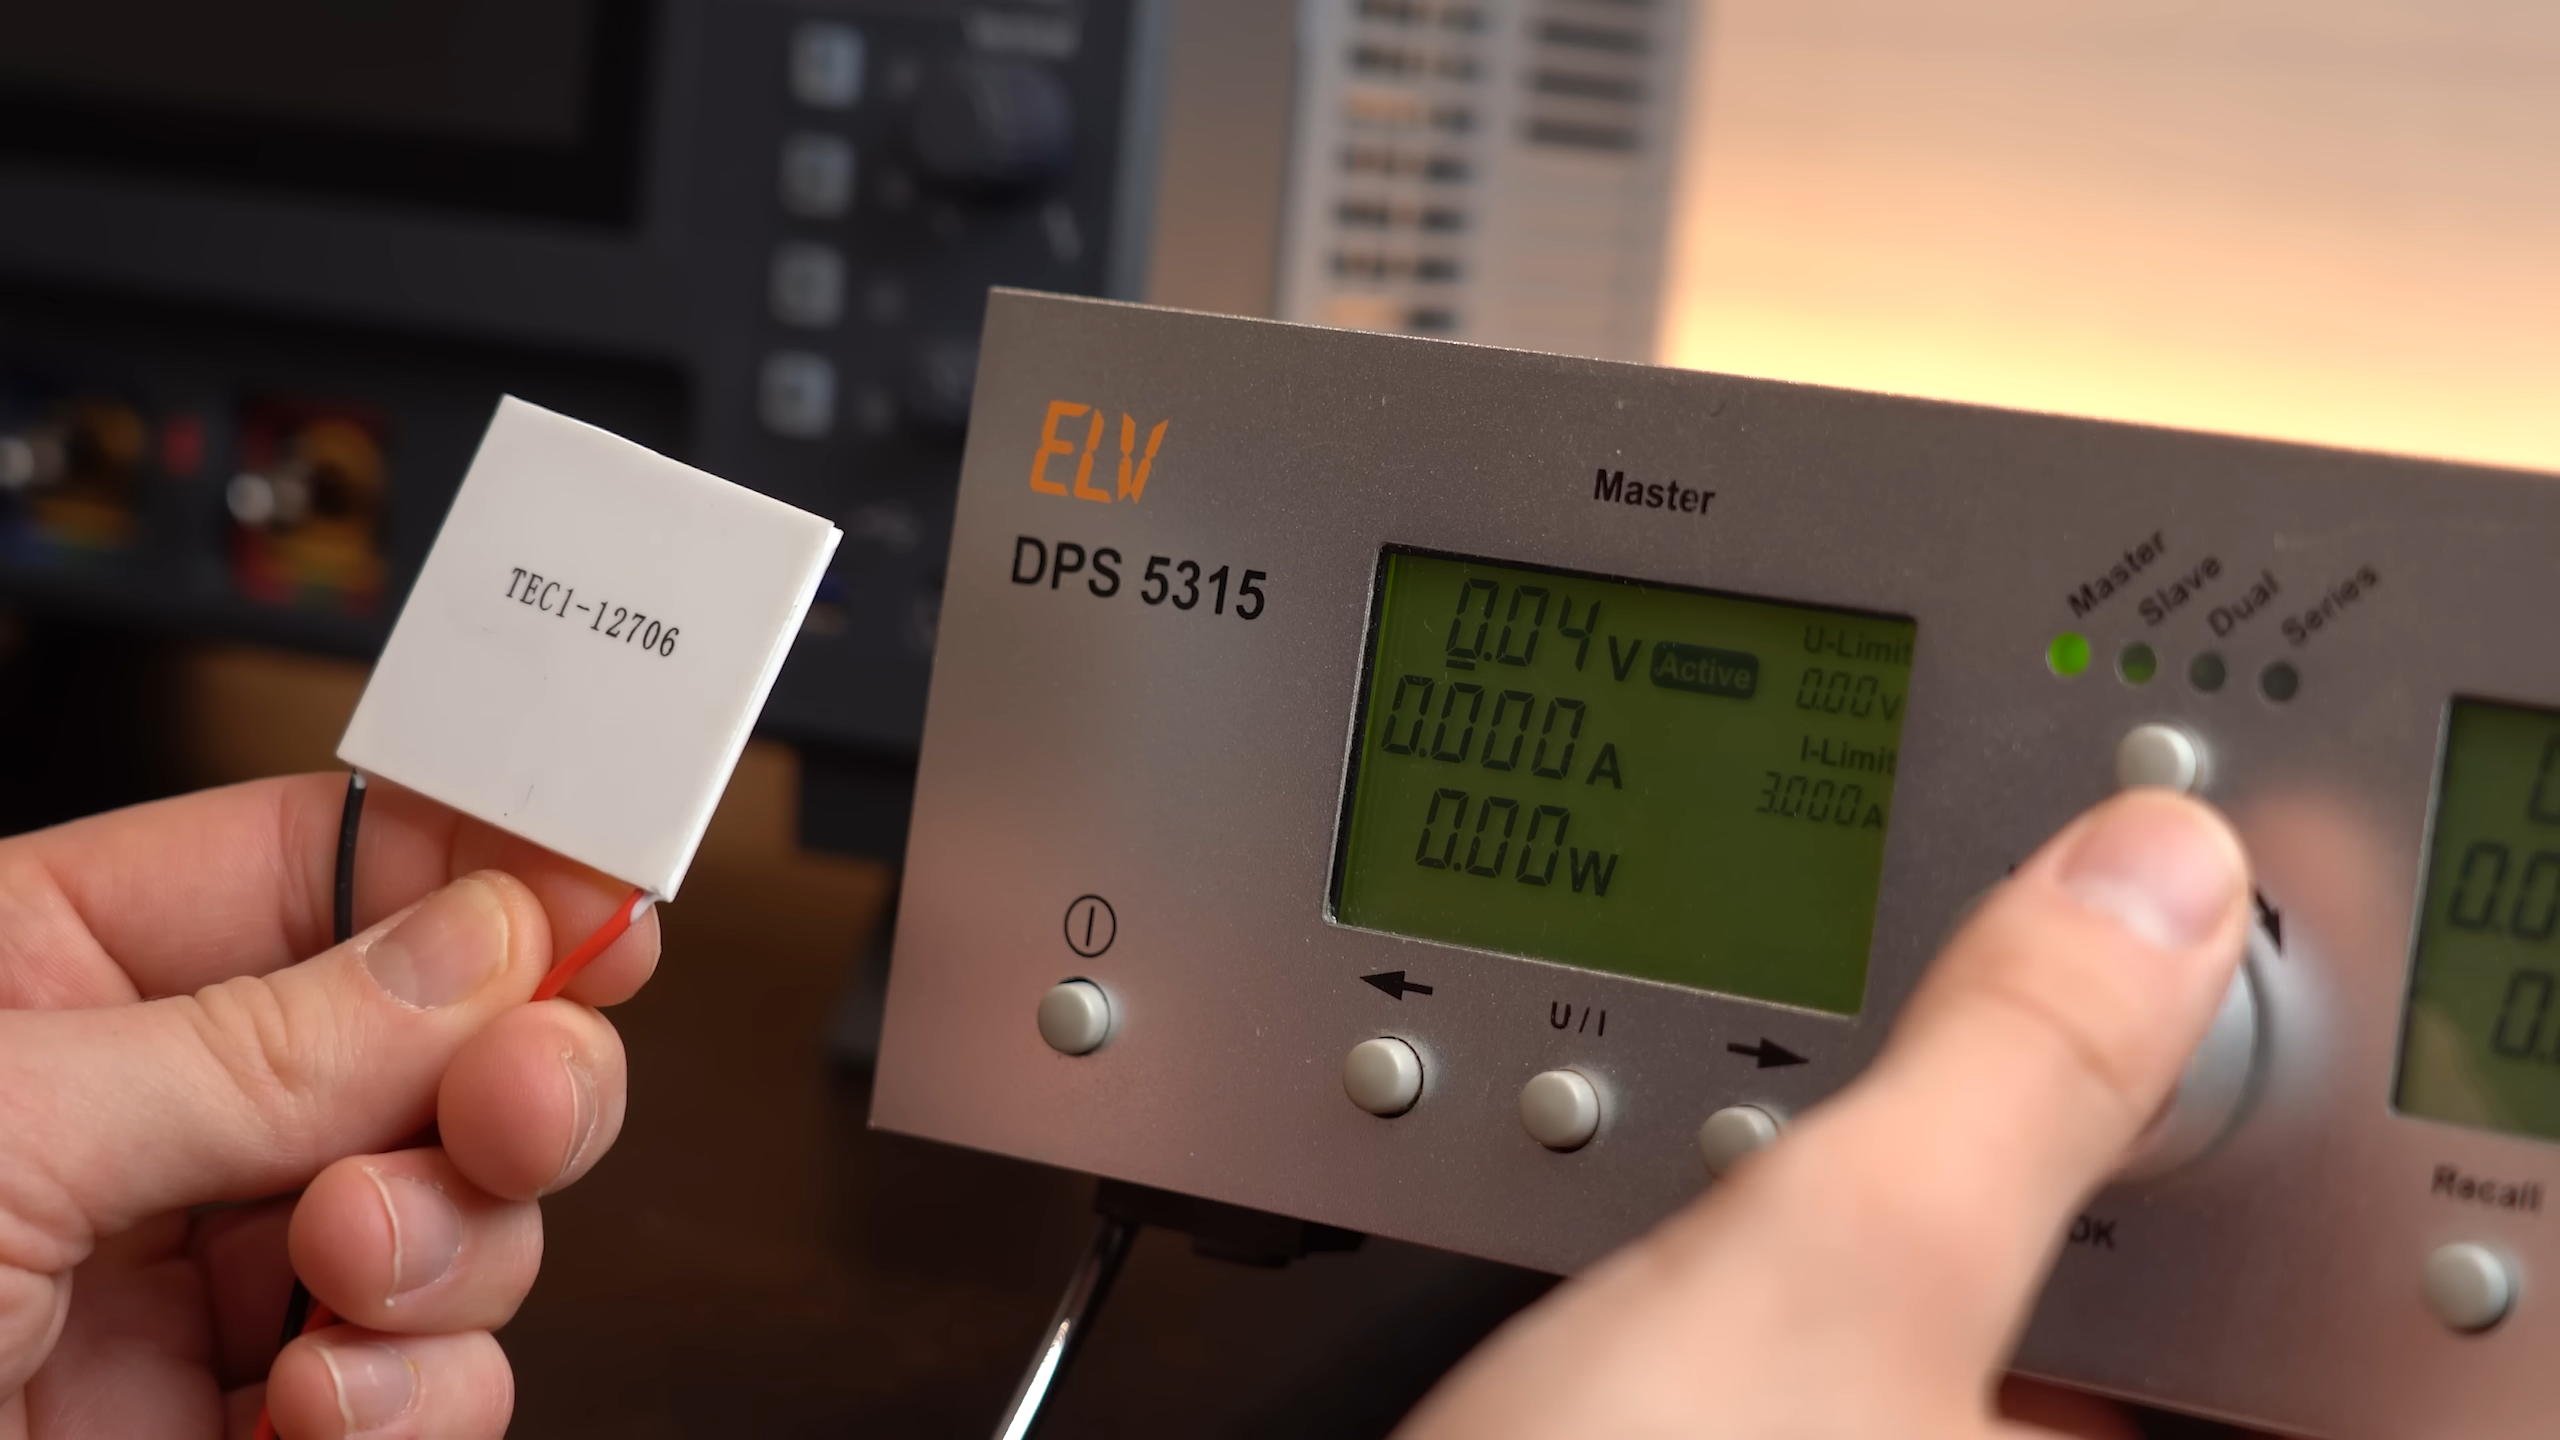 TEC1-12706
ELV
DPS 5315
Master
0.04 V Active
0.000 A
0.00 W
U-Limit
0.00 V
I-Limit
3.000 A
Master
Slave
Dual
Series
U/I
OK
Recall